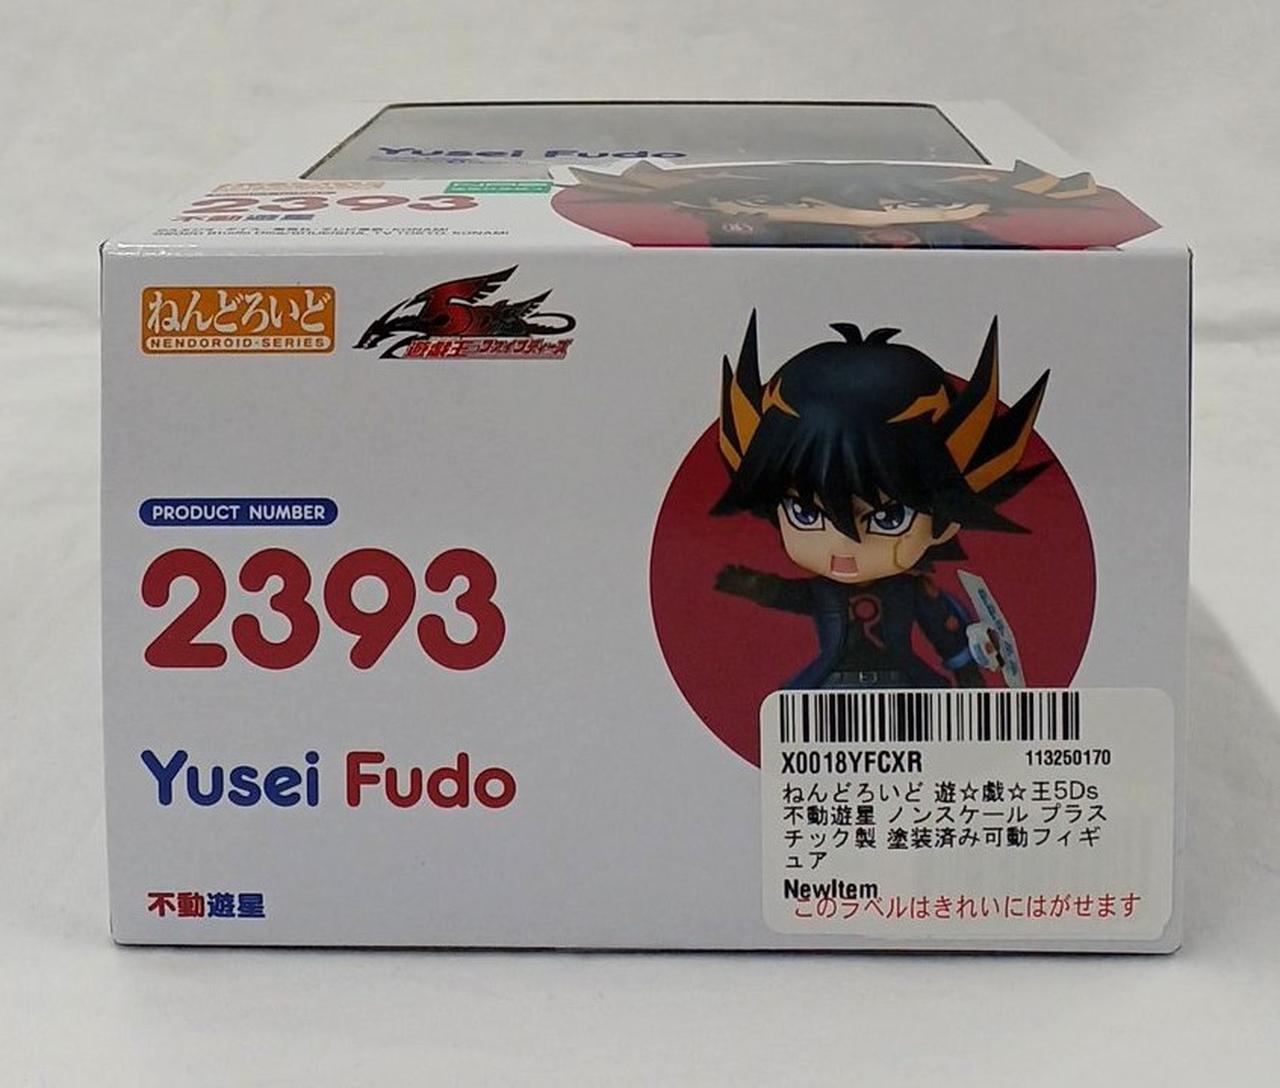 Yusei Fudo
2393
不動遊星
ねんどろいど
NENDOROID-SERIES
5D's
遊戯王ファイブディーズ
PRODUCT NUMBER
2393
Yusei Fudo
不動遊星
X0018YFCXR 113250170
ねんどろいど 遊☆戯☆王5Ds
不動遊星 ノンスケール プラス
チック製 塗装済み可動フィギ
ュア
NewItem
このラベルはきれいにはがせます